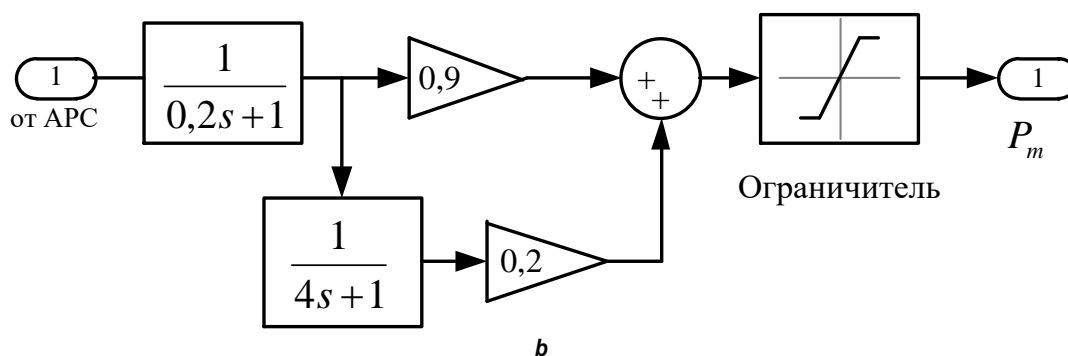 1
от АРС
1
0,2s+1
0,9
+
+
Ограничитель
1
P_m
1
4s+1
0,2
b